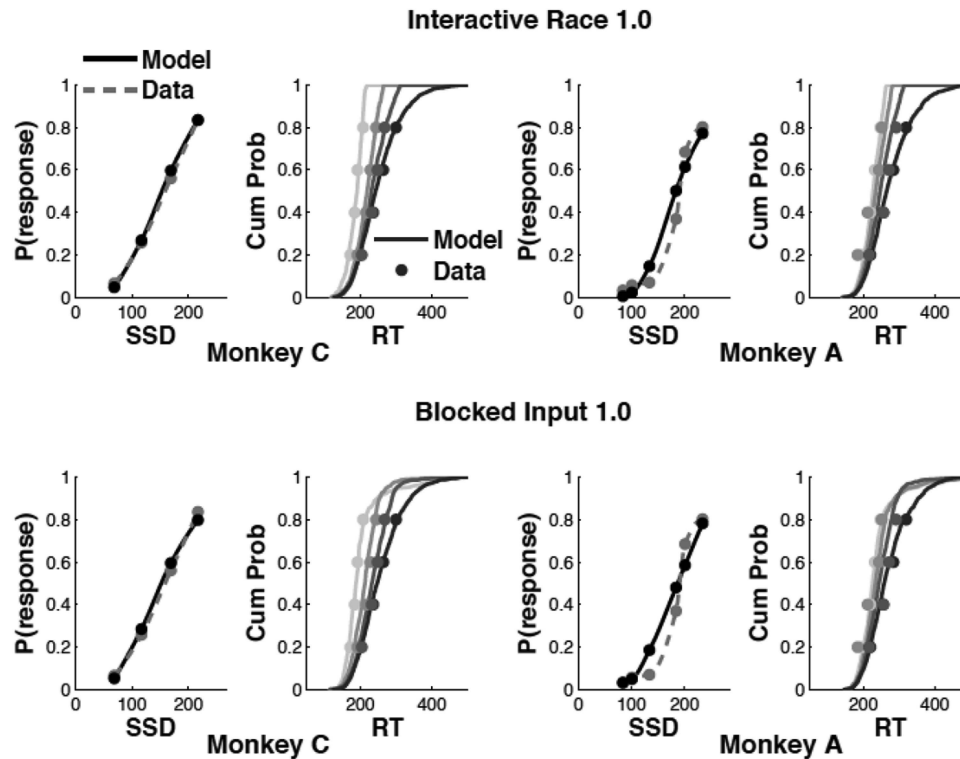 Interactive Race 1.0
Model
Data
P(response)
1
0.8
0.6
0.4
0.2
0
0 100 200
SSD
Cum Prob
1
0.8
0.6
0.4
0.2
0
200 400
RT
Model
Data
Monkey C
P(response)
1
0.8
0.6
0.4
0.2
0
0 100 200
SSD
Cum Prob
1
0.8
0.6
0.4
0.2
0
200 400
RT
Monkey A
Blocked Input 1.0
P(response)
1
0.8
0.6
0.4
0.2
0
0 100 200
SSD
Cum Prob
1
0.8
0.6
0.4
0.2
0
200 400
RT
Monkey C
P(response)
1
0.8
0.6
0.4
0.2
0
0 100 200
SSD
Cum Prob
1
0.8
0.6
0.4
0.2
0
200 400
RT
Monkey A